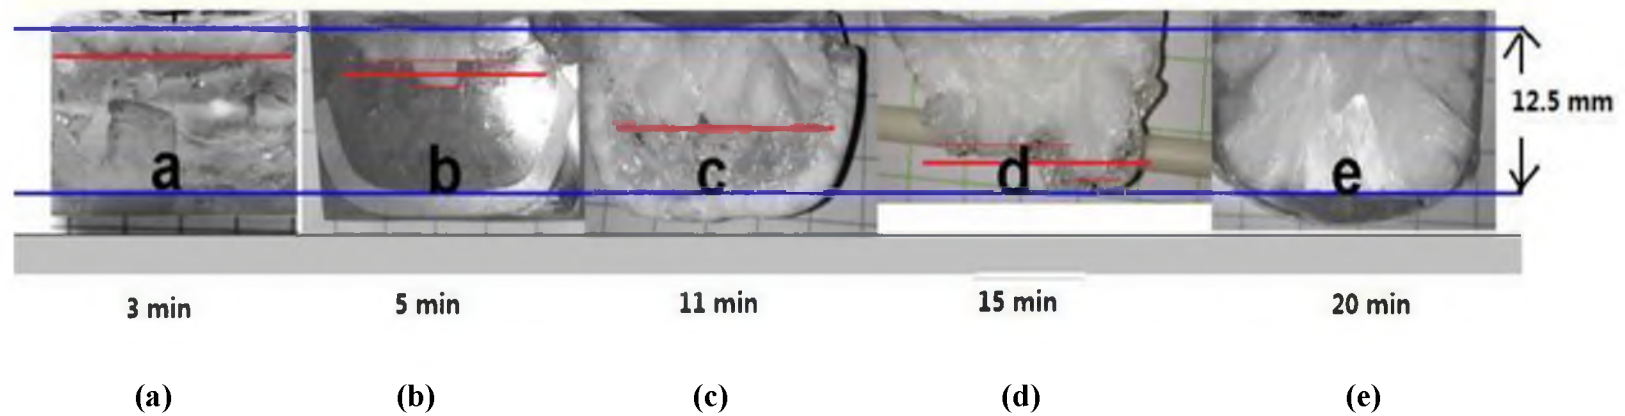 12.5 mm
a b c d e
3 min 5 min 11 min 15 min 20 min
(a) (b) (c) (d) (e)